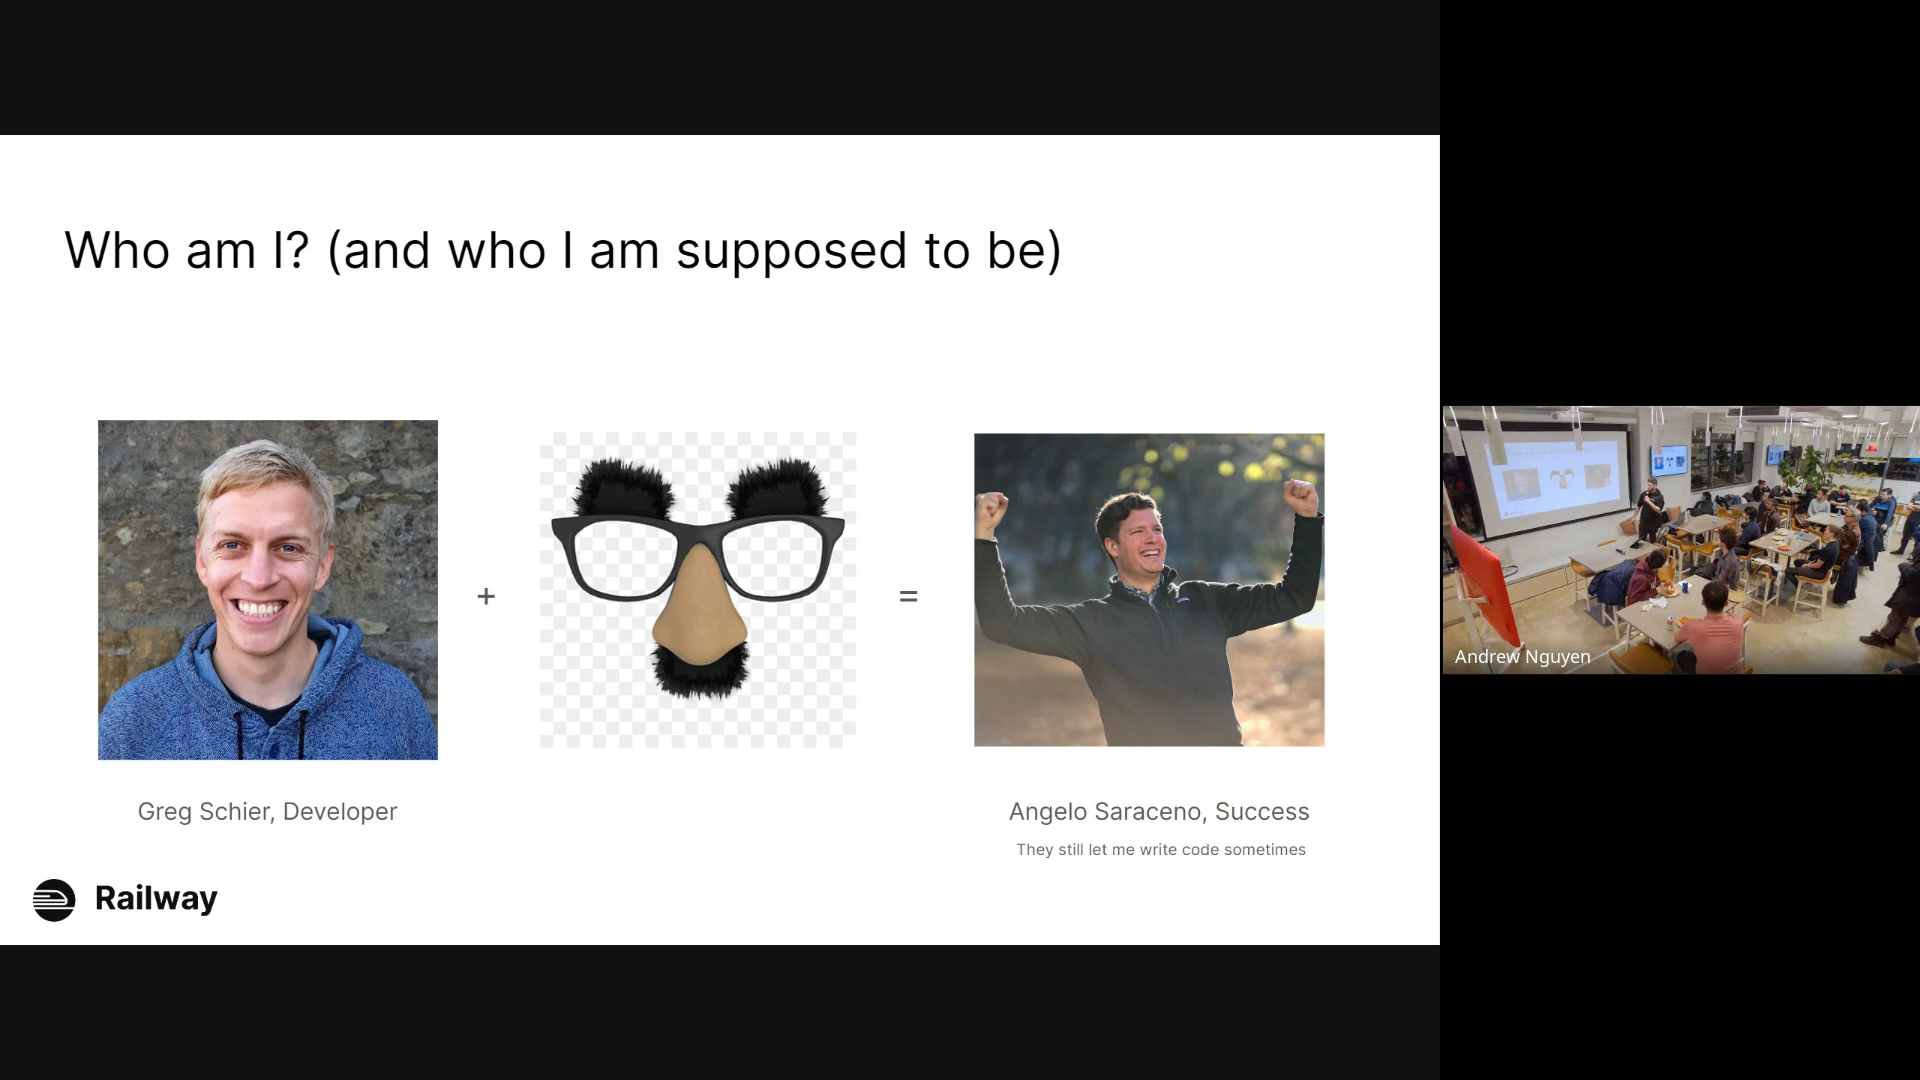 Who am I? (and who I am supposed to be)
+
=
Greg Schier, Developer
Angelo Saraceno, Success
They still let me write code sometimes
Railway
Andrew Nguyen